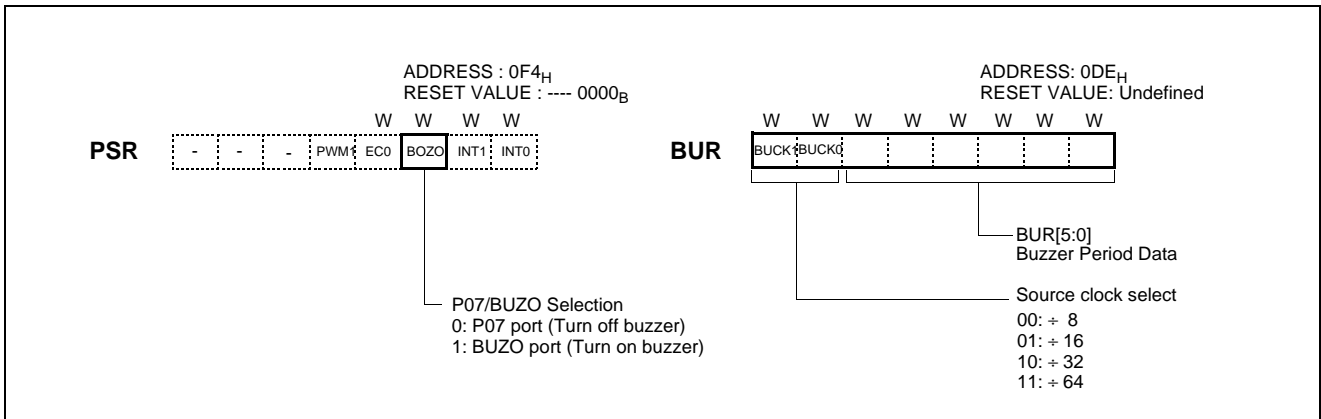 ADDRESS : 0F4H
RESET VALUE : ---- 0000B
W W W W
PSR - - - PWM1 EC0 BOZO INT1 INT0
P07/BUZO Selection
0: P07 port (Turn off buzzer)
1: BUZO port (Turn on buzzer)
ADDRESS: 0DEH
RESET VALUE: Undefined
W W W W W W W W
BUR BUCK1 BUCK0
BUR[5:0]
Buzzer Period Data
Source clock select
00: ÷ 8
01: ÷ 16
10: ÷ 32
11: ÷ 64